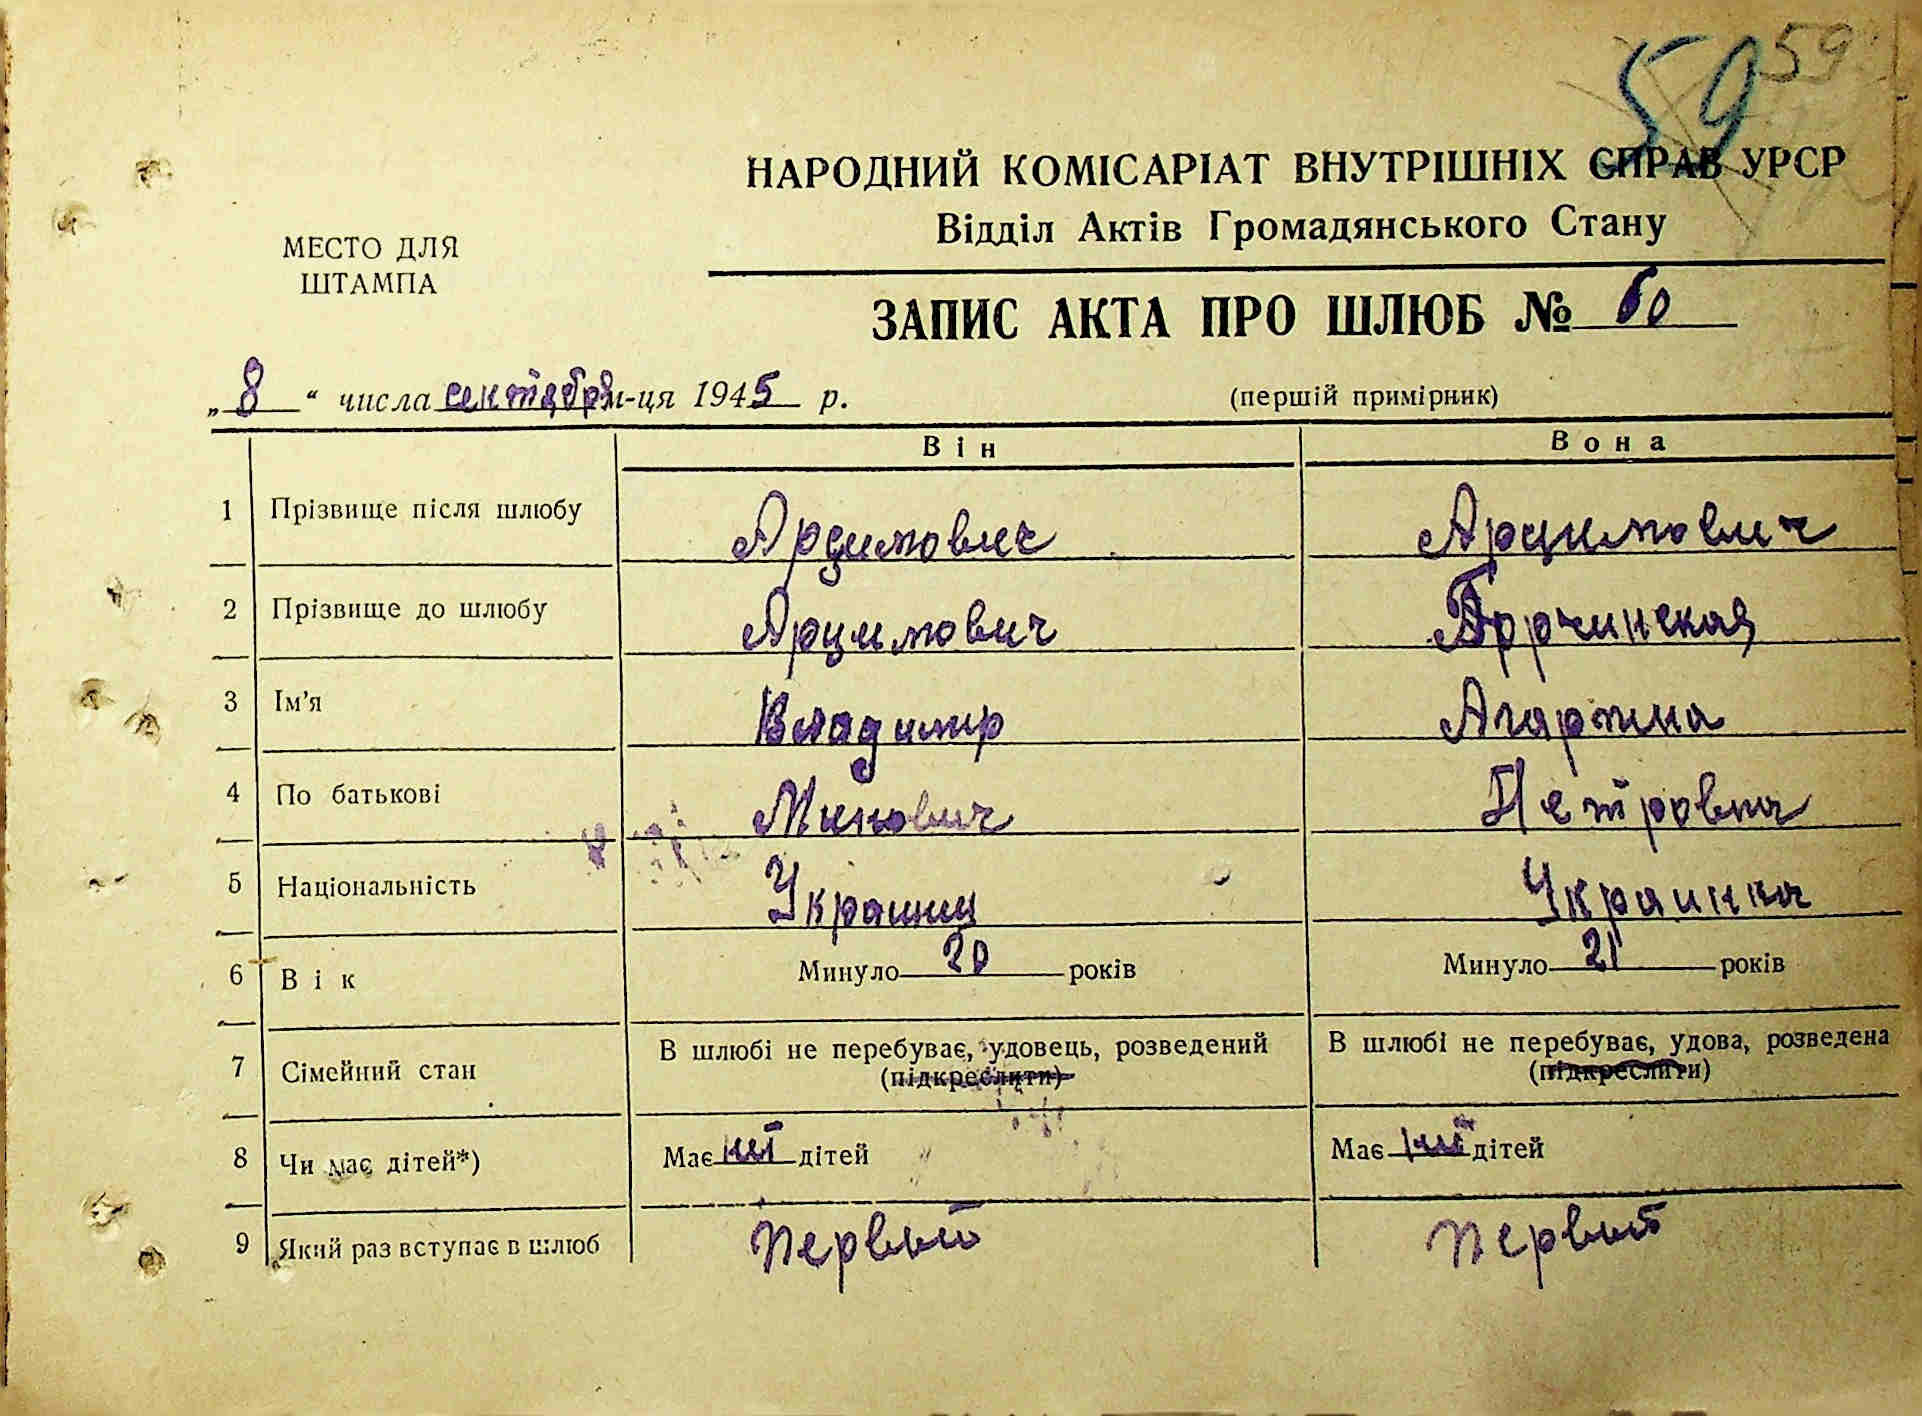 59 59
НАРОДНИЙ КОМІСАРІАТ ВНУТРІШНІХ СПРАВ УРСР
Відділ Актів Громадянського Стану
МЕСТО ДЛЯ
ШТАМПА
ЗАПИС АКТА ПРО ШЛЮБ № 60
„ 8 “ числа сентября м-ця 1945 р. (першій примірник)
Він Вона
1 Прізвище після шлюбу Арцимович Арцимович
2 Прізвище до шлюбу Арцимович
3 Ім'я Владимир
4 По батькові Минович Петровна
5 Національність Украинец Украинка
6 Вік Минуло 20 років Минуло 21 років
7 Сімейний стан В шлюбі не перебуває, удовець, розведений В шлюбі не перебуває, удова, розведена
(підкреслити) (підкреслити)
8 Чи має дітей*) Має дітей Має дітей
9 Який раз вступає в шлюб первый первый